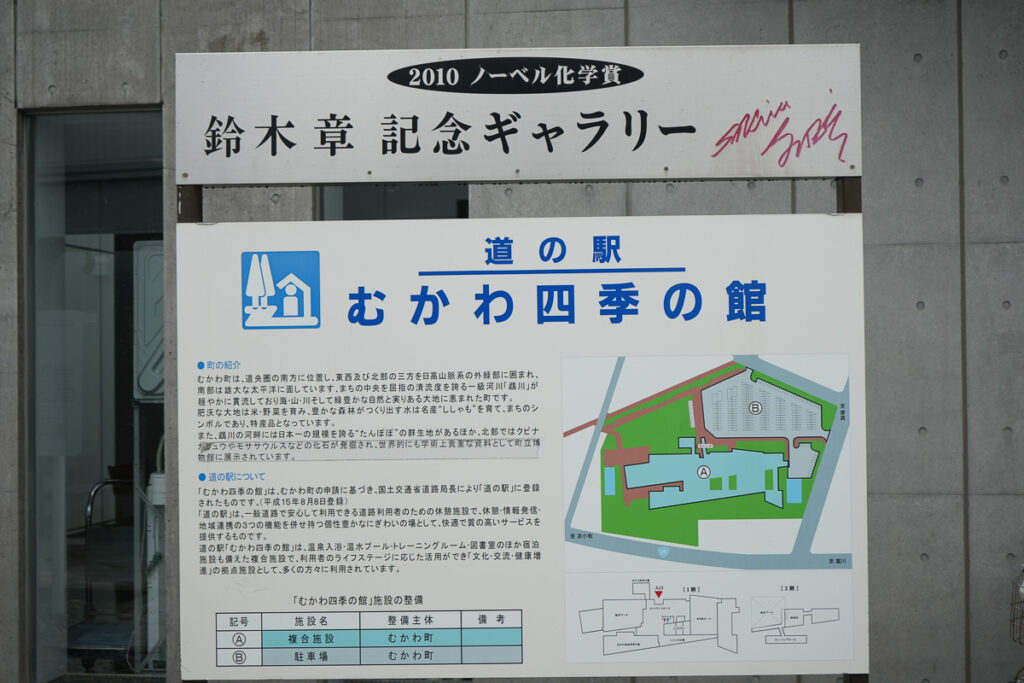 2010 ノーベル化学賞
鈴木 章 記念ギャラリー
道の駅
むかわ四季の館
●町の紹介
むかわ町は、道央圏の南方に位置し、東西及び北部の三方を日高山脈系の外縁部に囲まれ、
南部は雄大な太平洋に面しています、まちの中央を屈指の清流度を誇る一級河川「鵡川」が
穏やかに貫流しており海・山・川そして緑豊かな自然と実りある大地に恵まれた町です。
肥沃な大地は米・野菜を育み、豊かな森林がつくり出す水は名産"ししゃも"を育て、まちのシン
ボルであり、特産品となっています。
また、鵡川の河畔には日本一の規模を誇る"たんぽぽ"の群生地があるほか、北部ではクビナ
ガリュウやモササウルスなどの化石が発掘され、世界的にも学術上貴重な資料として町立博
物館に展示されています。
●道の駅について
「むかわ四季の館」は、むかわ町の申請に基づき、国土交通省道路局長により「道の駅」に登録
されたものです。(平成15年8月8日登録)
「道の駅」は、一般道路で安心して利用できる道路利用者のための休憩施設で、休憩・情報発信・
地域連携の3つの機能を併せ持つ個性豊かなにぎわいの場として、快適で質の高いサービスを
提供するものです。
道の駅「むかわ四季の館」は、温泉入浴・温水プール・トレーニングルーム・図書室のほか宿泊
施設も備えた複合施設で、利用者のライフステージに応じた活用ができ「文化・交流・健康増
進」の拠点施設として、多くの方々に利用されています。
「むかわ四季の館」施設の整備
記号 施設名 整備主体 備考
Ⓐ 複合施設 むかわ町
Ⓑ 駐車場 むかわ町
Ⓑ
Ⓐ
至 苫小牧
至 富川
[1階]
[2階]